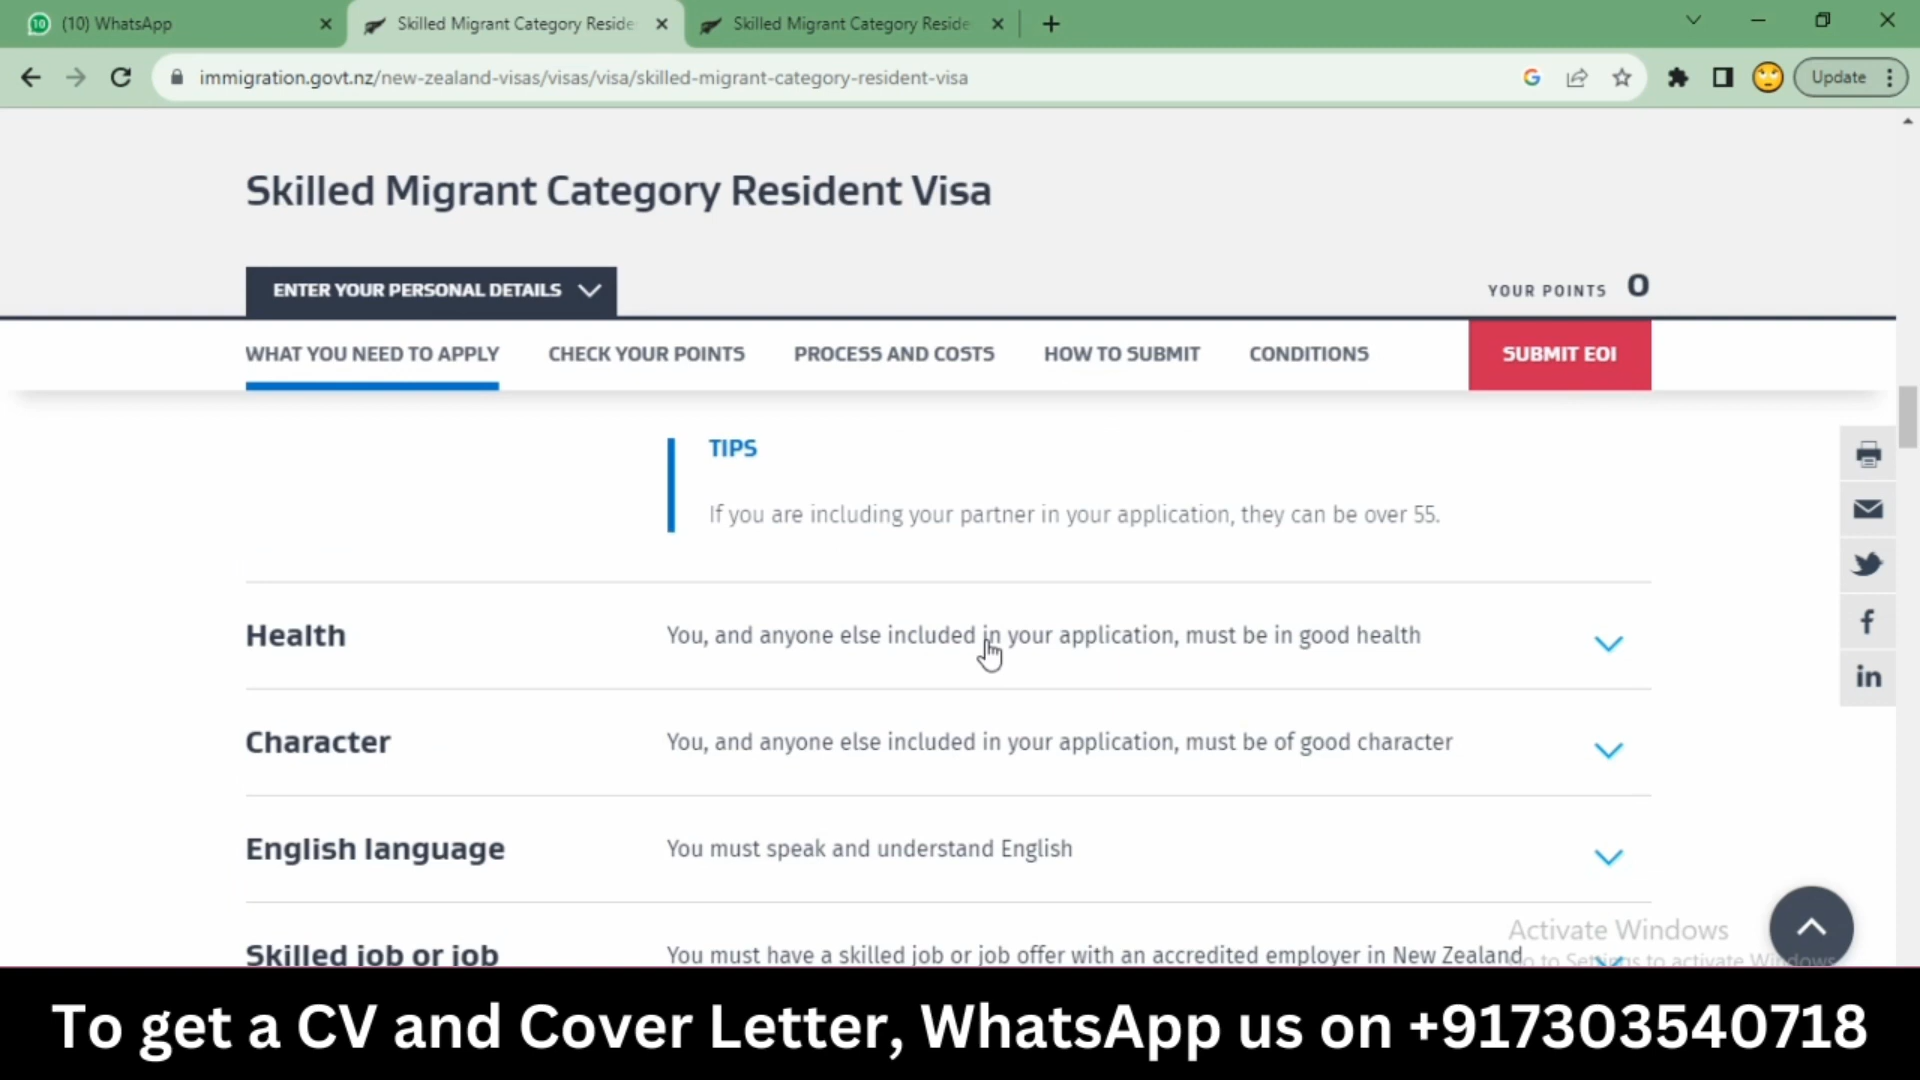 10
(10) WhatsApp
Skilled Migrant Category Reside
Skilled Migrant Category Reside
immigration.govt.nz/new-zealand-visas/visas/visa/skilled-migrant-category-resident-visa
Update
Skilled Migrant Category Resident Visa
ENTER YOUR PERSONAL DETAILS
YOUR POINTS 0
WHAT YOU NEED TO APPLY
CHECK YOUR POINTS
PROCESS AND COSTS
HOW TO SUBMIT
CONDITIONS
SUBMIT EOI
TIPS
If you are including your partner in your application, they can be over 55.
Health
You, and anyone else included in your application, must be in good health
Character
You, and anyone else included in your application, must be of good character
English language
You must speak and understand English
Skilled job or job
You must have a skilled job or job offer with an accredited employer in New Zealand
Activate Windows
Go to Settings to activate Windows.
To get a CV and Cover Letter, WhatsApp us on +917303540718